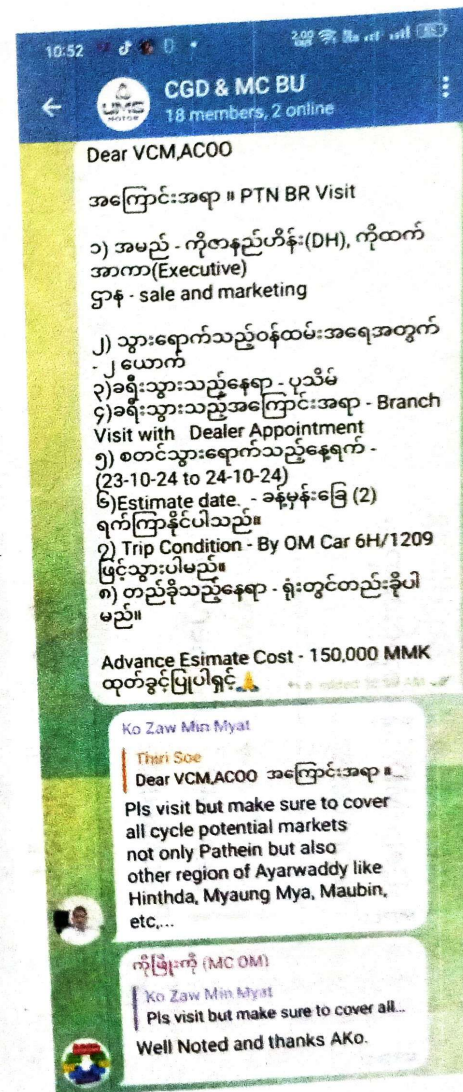 10:52
2.00
CGD & MC BU
UMG
MOTOR
18 members, 2 online
Dear VCM,ACOO
အကြောင်းအရာ ။ PTN BR Visit
၁) အမည် - ကိုဇာနည်ဟိန်း(DH), ကိုထက်
အာကာ(Executive)
ဌာန - sale and marketing
၂) သွားရောက်သည့်ဝန်ထမ်းအရေအတွက်
- ၂ ယောက်
၃)ခရီးသွားသည့်နေရာ - ပုသိမ်
၄)ခရီးသွားသည့်အကြောင်းအရာ - Branch
Visit with Dealer Appointment
၅) စတင်သွားရောက်သည့်နေ့ရက် -
(23-10-24 to 24-10-24)
၆)Estimate date. - ခန့်မှန်းခြေ (2)
ရက်ကြာနိုင်ပါသည်။
၇) Trip Condition - By OM Car 6H/1209
ဖြင့်သွားပါမည်။
၈) တည်ခိုသည့်နေရာ - ရုံးတွင်တည်းခိုပါ
မည်။
Advance Esimate Cost - 150,000 MMK
ထုတ်ခွင့်ပြုပါရှင့်🙏
Ko Zaw Min Myat
Thiri Soe
Dear VCM,ACOO အကြောင်းအရာ ။...
Pls visit but make sure to cover
all cycle potential markets
not only Pathein but also
other region of Ayarwaddy like
Hinthda, Myaung Mya, Maubin,
etc,...
ကိုဖြိုးကို (MC OM)
Ko Zaw Min Myat
Pls visit but make sure to cover all...
Well Noted and thanks AKo.